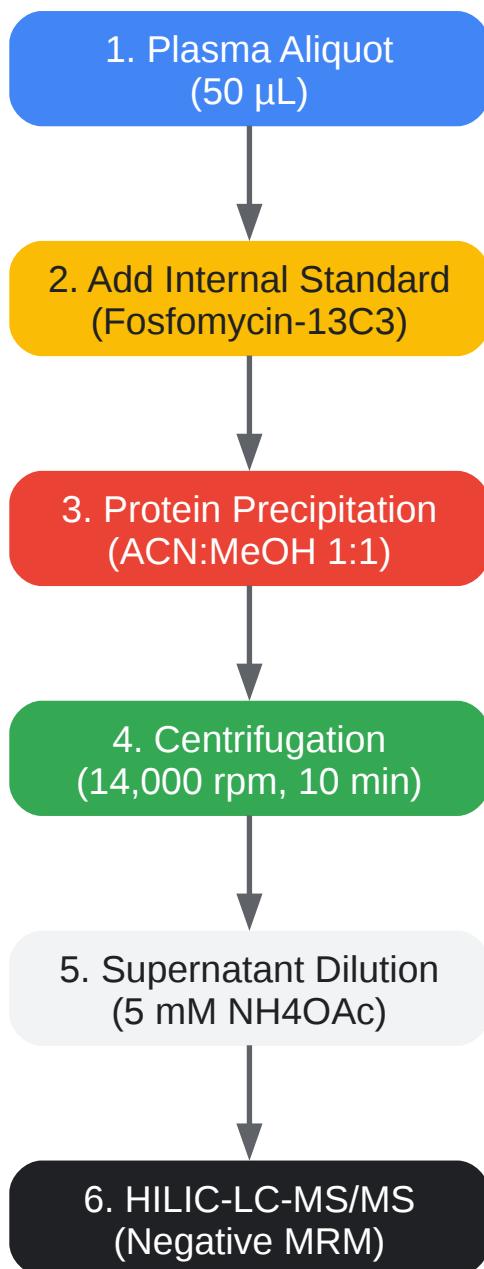 1. Plasma Aliquot
(50 µL)
2. Add Internal Standard
(Fosfomycin-13C3)
3. Protein Precipitation
(ACN:MeOH 1:1)
4. Centrifugation
(14,000 rpm, 10 min)
5. Supernatant Dilution
(5 mM NH4OAc)
6. HILIC-LC-MS/MS
(Negative MRM)